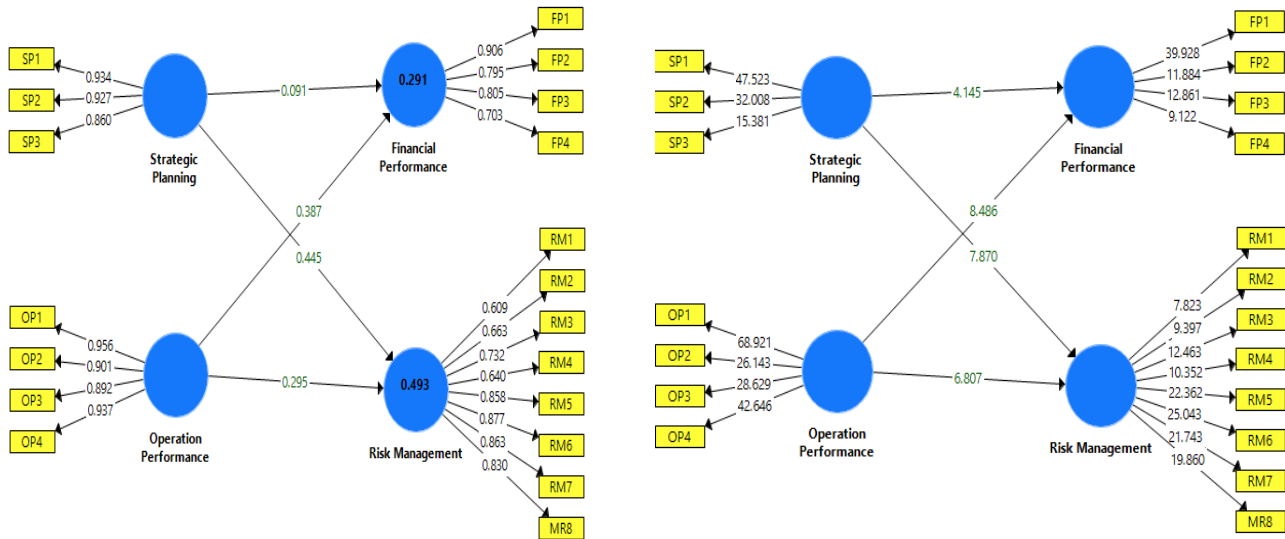 SP1
SP2
SP3
0.934
0.927
0.860
Strategic
Planning
0.091
0.291
Financial
Performance
0.906
0.795
0.805
0.703
FP1
FP2
FP3
FP4
0.387
0.445
OP1
OP2
OP3
OP4
0.956
0.901
0.892
0.937
Operation
Performance
0.295
0.493
Risk Management
0.609
0.663
0.732
0.640
0.858
0.877
0.863
0.830
RM1
RM2
RM3
RM4
RM5
RM6
RM7
MR8
SP1
SP2
SP3
47.523
32.008
15.381
Strategic
Planning
4.145
Financial
Performance
39.928
11.884
12.861
9.122
FP1
FP2
FP3
FP4
8.486
7.870
OP1
OP2
OP3
OP4
68.921
26.143
28.629
42.646
Operation
Performance
6.807
Risk Management
7.823
9.397
12.463
10.352
22.362
25.043
21.743
19.860
RM1
RM2
RM3
RM4
RM5
RM6
RM7
MR8